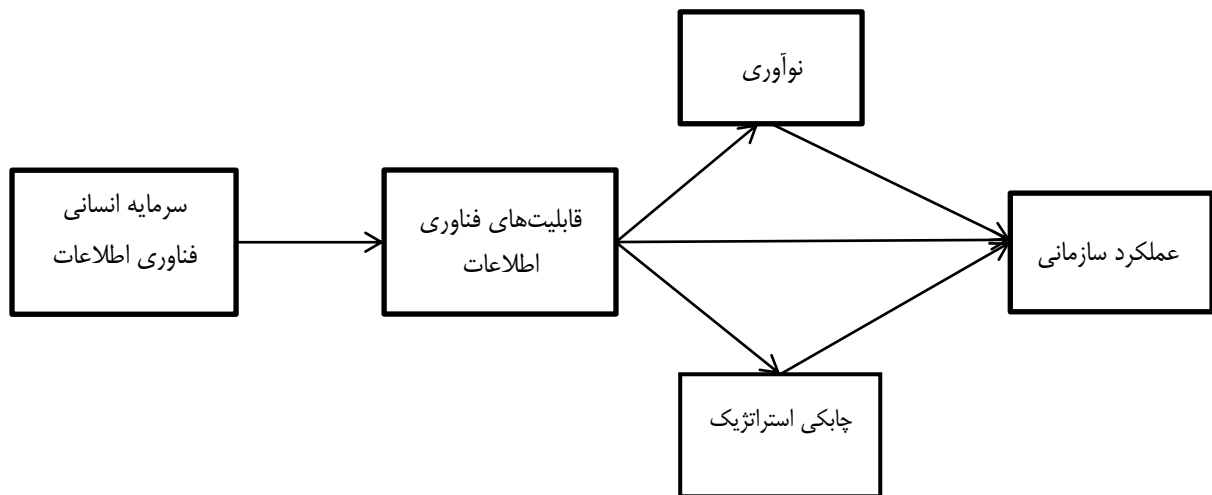 نوآوری
سرمایه انسانی
فناوری اطلاعات
قابلیت‌های فناوری
اطلاعات
عملکرد سازمانی
چابکی استراتژیک